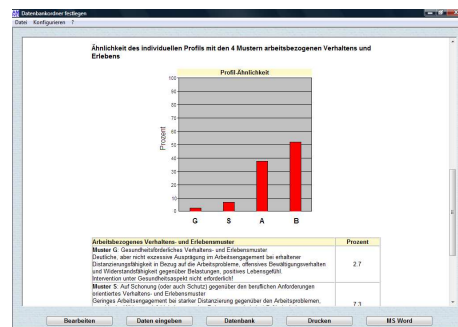 Datenbankordner festlegen
Datei Konfigurieren ?
Ähnlichkeit des individuellen Profils mit den 4 Mustern arbeitsbezogenen Verhaltens und
Erlebens
Profil-Ähnlichkeit
Prozent
100
90
80
70
60
50
40
30
20
10
0
G S A B
Arbeitsbezogenes Verhaltens- und Erlebensmuster Prozent
Muster G: Gesundheitsförderliches Verhaltens- und Erlebensmuster
Deutliche, aber nicht exzessive Ausprägung im Arbeitsengagement bei erhaltener
Distanzierungsfähigkeit in Bezug auf die Arbeitsprobleme, offensives Bewältigungsverhalten
und Widerstandsfähigkeit gegenüber Belastungen, positives Lebensgefühl.
Intervention unter Gesundheitsaspekt nicht erforderlich!
2.7
Muster S: Auf Schonung (oder auch Schutz) gegenüber den beruflichen Anforderungen
orientiertes Verhaltens- und Erlebensmuster
Geringes Arbeitsengagement bei starker Distanzierung gegenüber den Arbeitsproblemen,
7.3
Bearbeiten Daten eingeben Datenbank Drucken MS Word